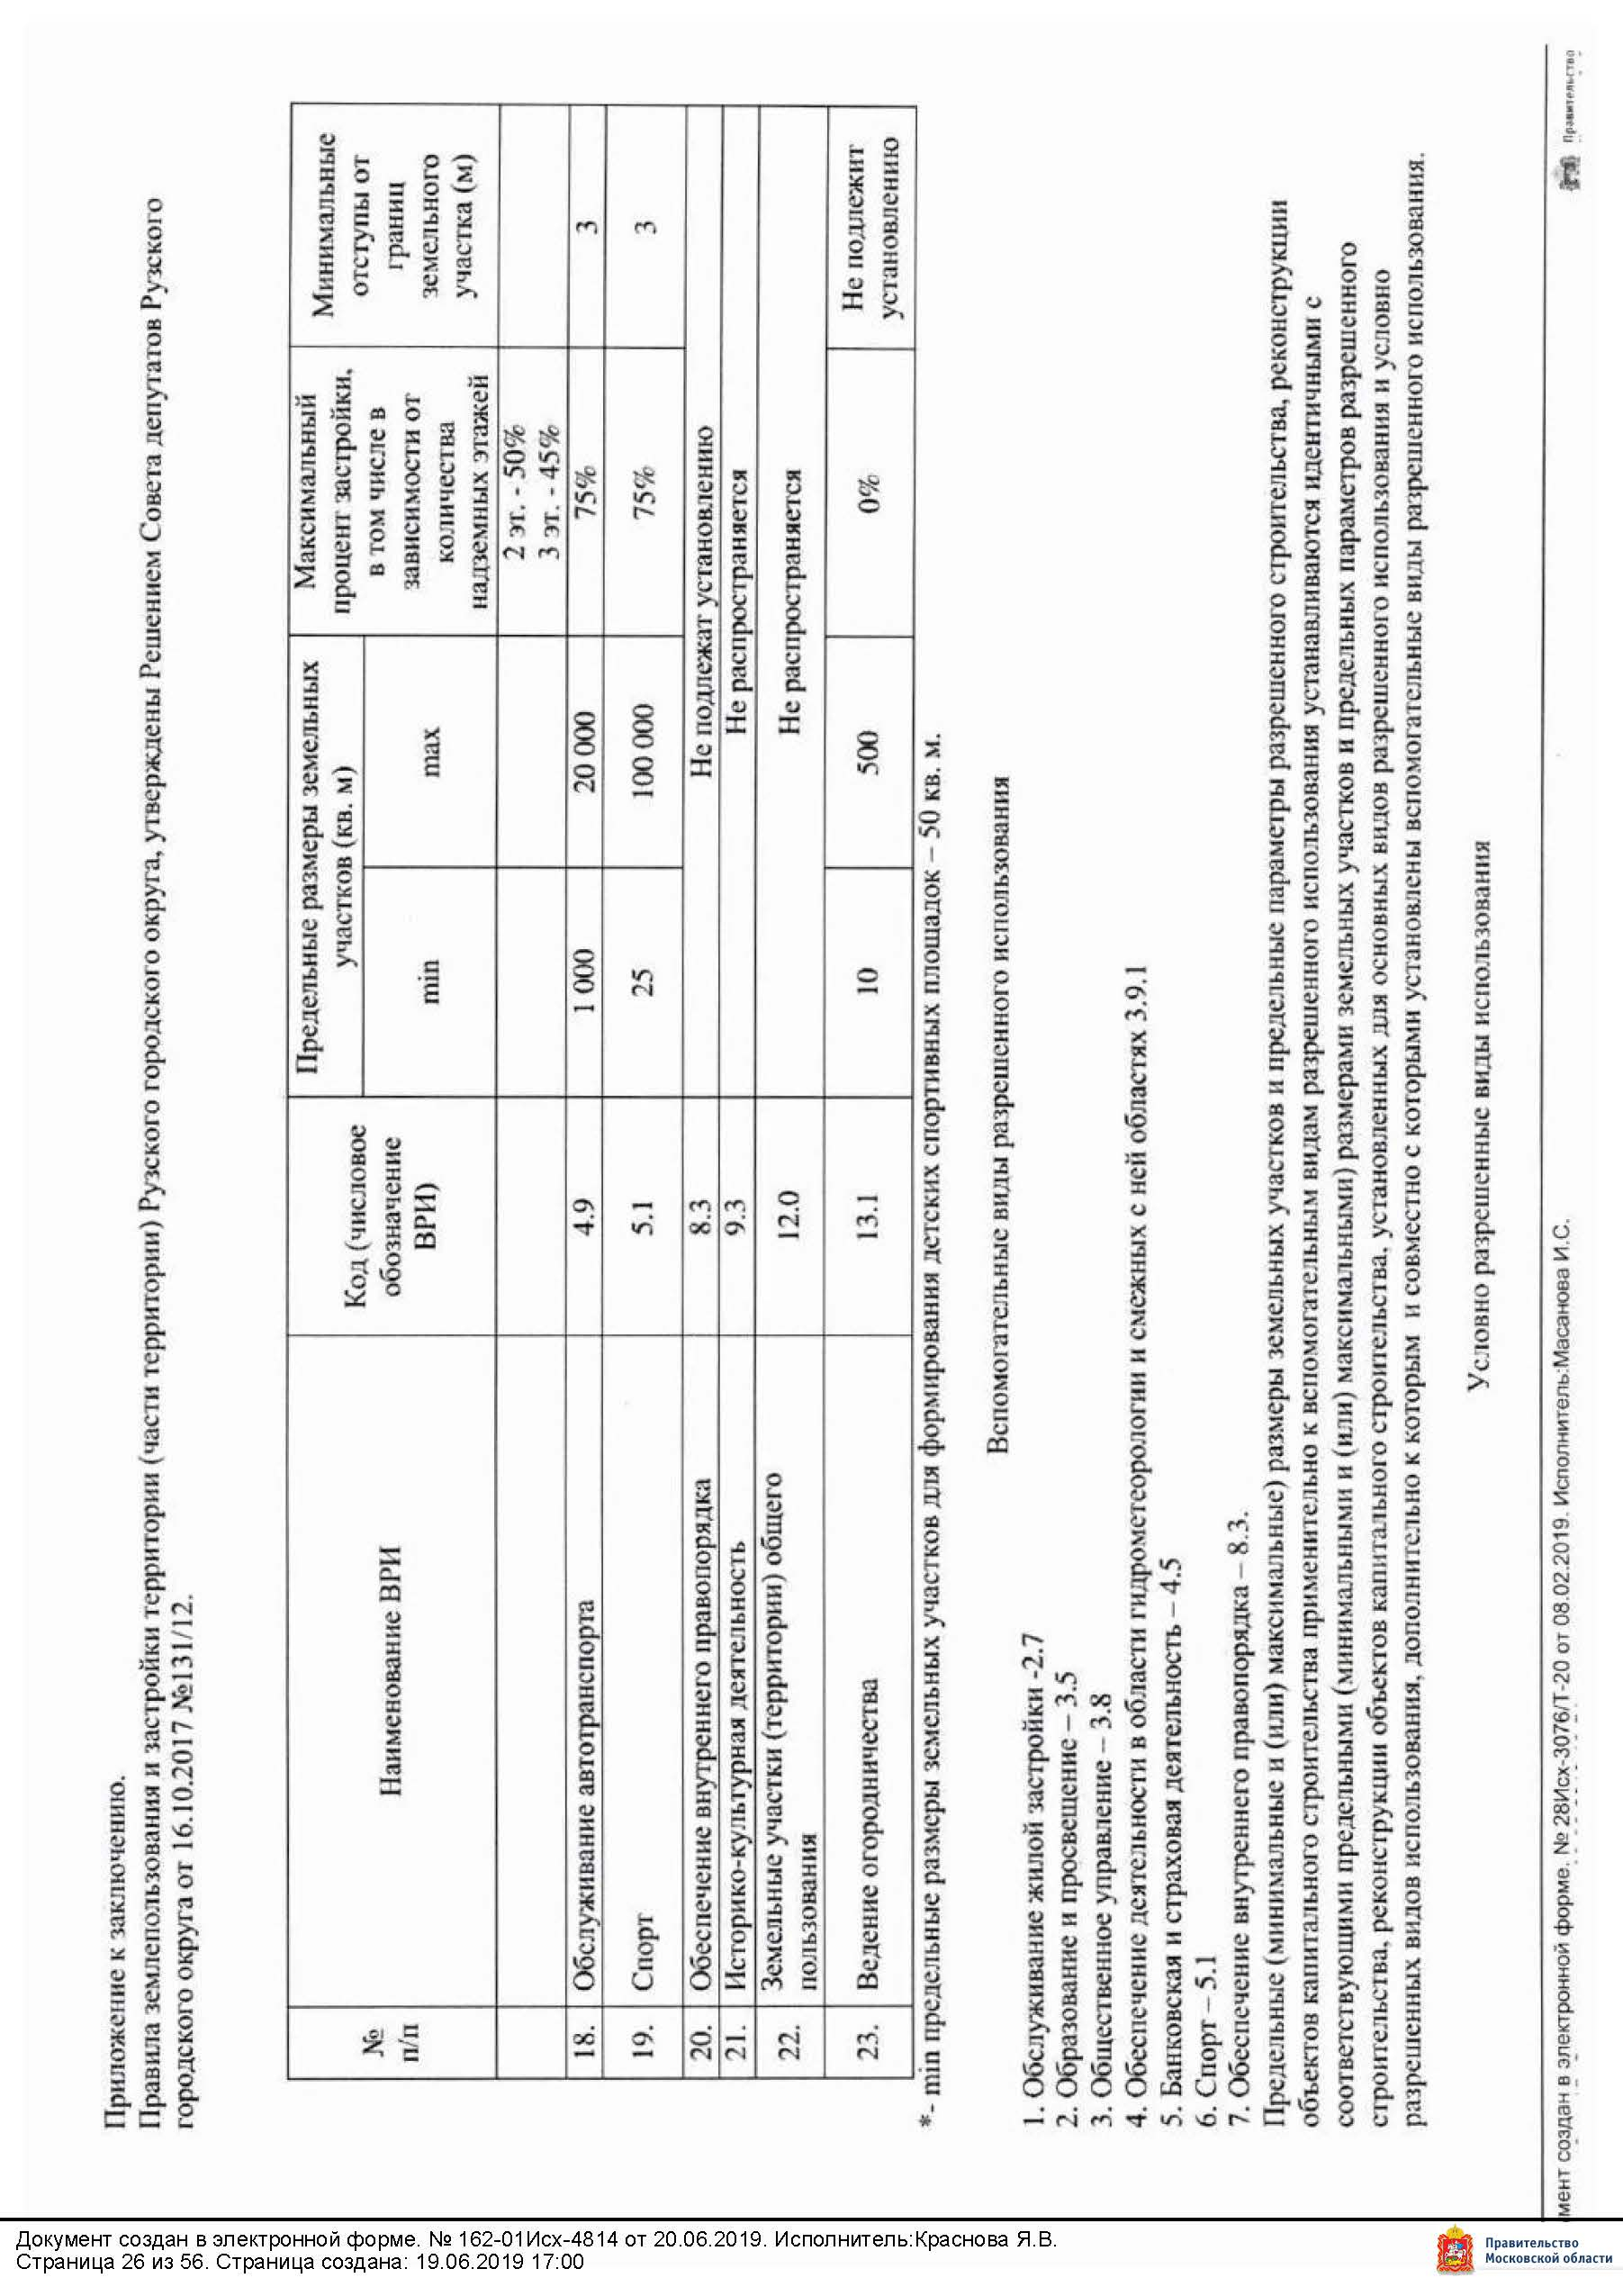 Приложение к заключению.
Правила землепользования и застройки территории (части территории) Рузского городского округа, утверждены Решением Совета депутатов Рузского
городского округа от 16.10.2017 №131/12.
№ п/п
Наименование ВРИ
Код (числовое обозначение ВРИ)
Предельные размеры земельных участков (кв. м)
min
max
Максимальный процент застройки, в том числе в зависимости от количества надземных этажей
Минимальные отступы от границ земельного участка (м)
2 эт. - 50%
3 эт. - 45%
18. Обслуживание автотранспорта 4.9 1 000 20 000 75% 3
19. Спорт 5.1 25 100 000 75% 3
20. Обеспечение внутреннего правопорядка 8.3 Не подлежат установлению
21. Историко-культурная деятельность 9.3 Не распространяется
22. Земельные участки (территории) общего пользования 12.0 Не распространяется
23. Ведение огородничества 13.1 10 500 0% Не подлежит установлению
*- min предельные размеры земельных участков для формирования детских спортивных площадок – 50 кв. м.
Вспомогательные виды разрешенного использования
1. Обслуживание жилой застройки -2.7
2. Образование и просвещение – 3.5
3. Общественное управление – 3.8
4. Обеспечение деятельности в области гидрометеорологии и смежных с ней областях 3.9.1
5. Банковская и страховая деятельность – 4.5
6. Спорт – 5.1
7. Обеспечение внутреннего правопорядка – 8.3.
Предельные (минимальные и (или) максимальные) размеры земельных участков и предельные параметры разрешенного строительства, реконструкции
объектов капитального строительства применительно к вспомогательным видам разрешенного использования устанавливаются идентичными с
соответствующими предельными (минимальными и (или) максимальными) размерами земельных участков и предельных параметров разрешенного
строительства, реконструкции объектов капитального строительства, установленных для основных видов разрешенного использования и условно
разрешенных видов использования, дополнительно к которым и совместно с которыми установлены вспомогательные виды разрешенного использования.
Условно разрешенные виды использования
мент создан в электронной форме. № 28Исх-3076/Т-20 от 08.02.2019. Исполнитель:Масанова И.С.
Правительство
Документ создан в электронной форме. № 162-01Исх-4814 от 20.06.2019. Исполнитель:Краснова Я.В.
Страница 26 из 56. Страница создана: 19.06.2019 17:00
Правительство
Московской области